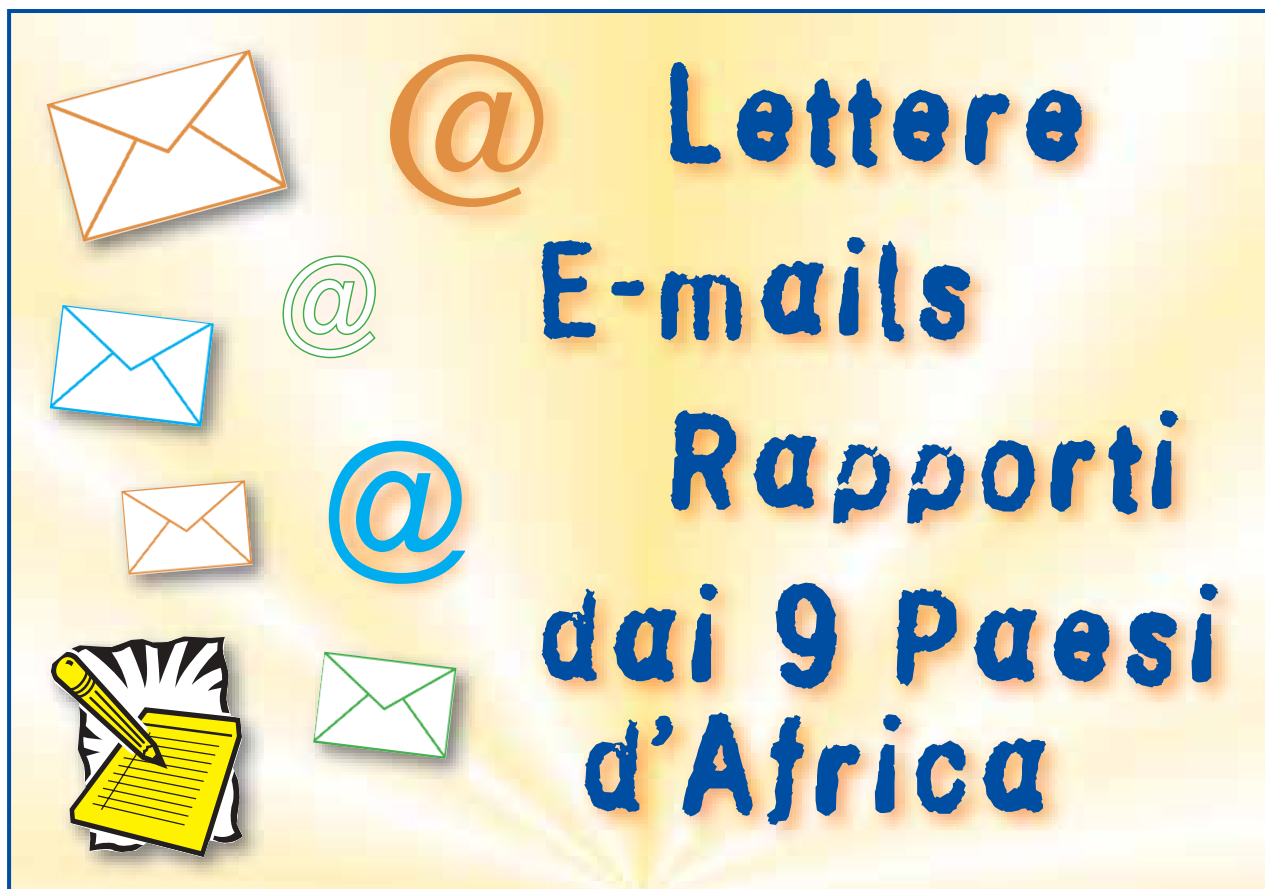 @ Lettere
@ E-mails
@ Rapporti
dai 9 Paesi
d'Africa